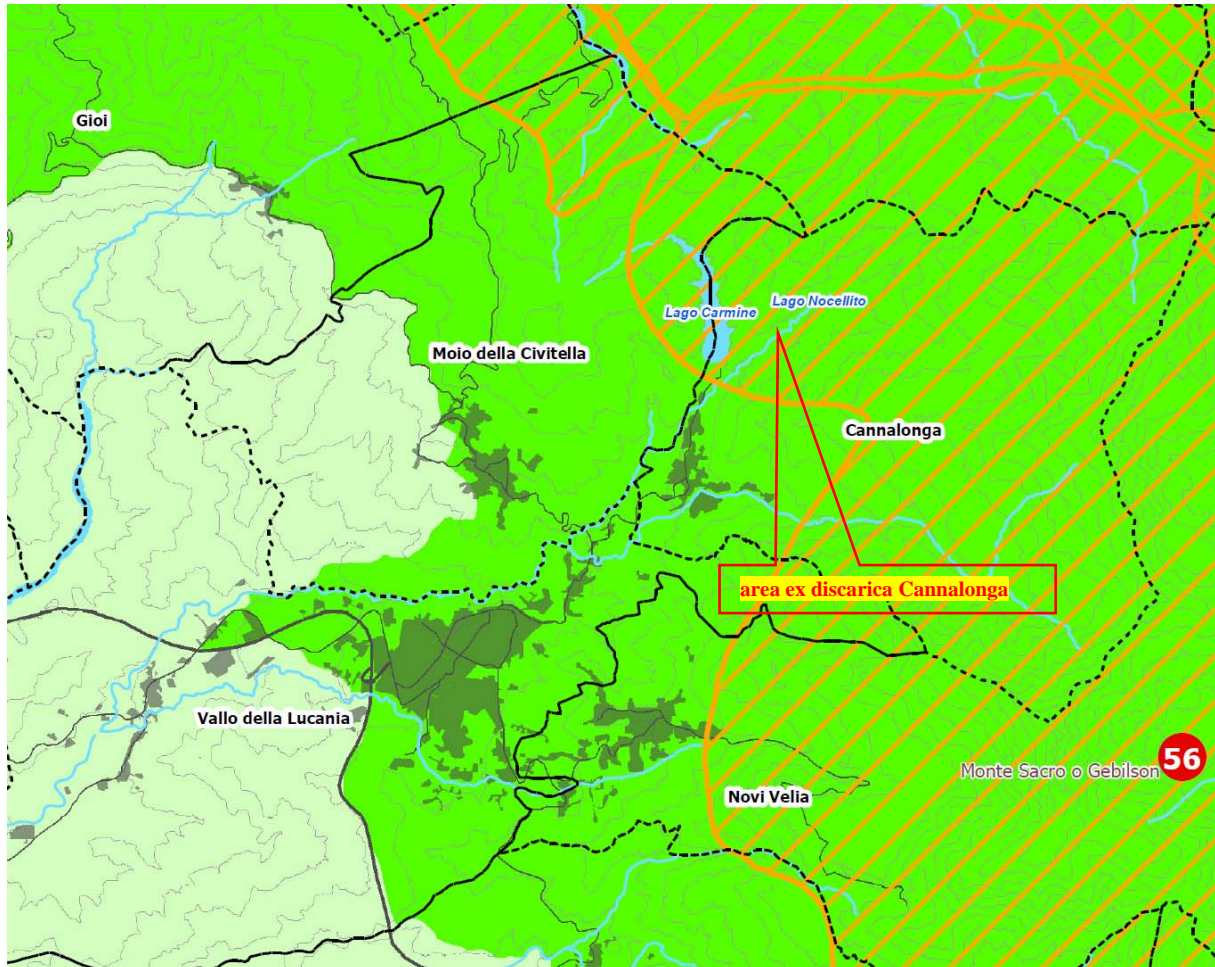 Gioi
Lago Nocellito
Lago Carmine
Moio della Civitella
Cannalonga
area ex discarica Cannalonga
Vallo della Lucania
56
Monte Sacro o Gebilson
Novi Velia